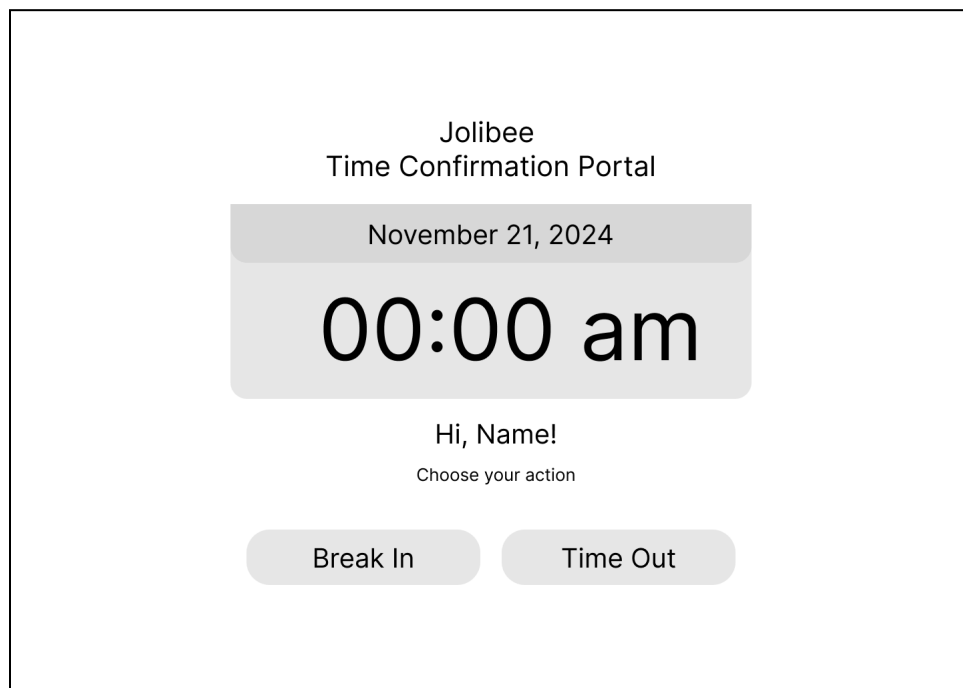 Jolibee
Time Confirmation Portal
November 21, 2024
00:00 am
Hi, Name!
Choose your action
Break In
Time Out